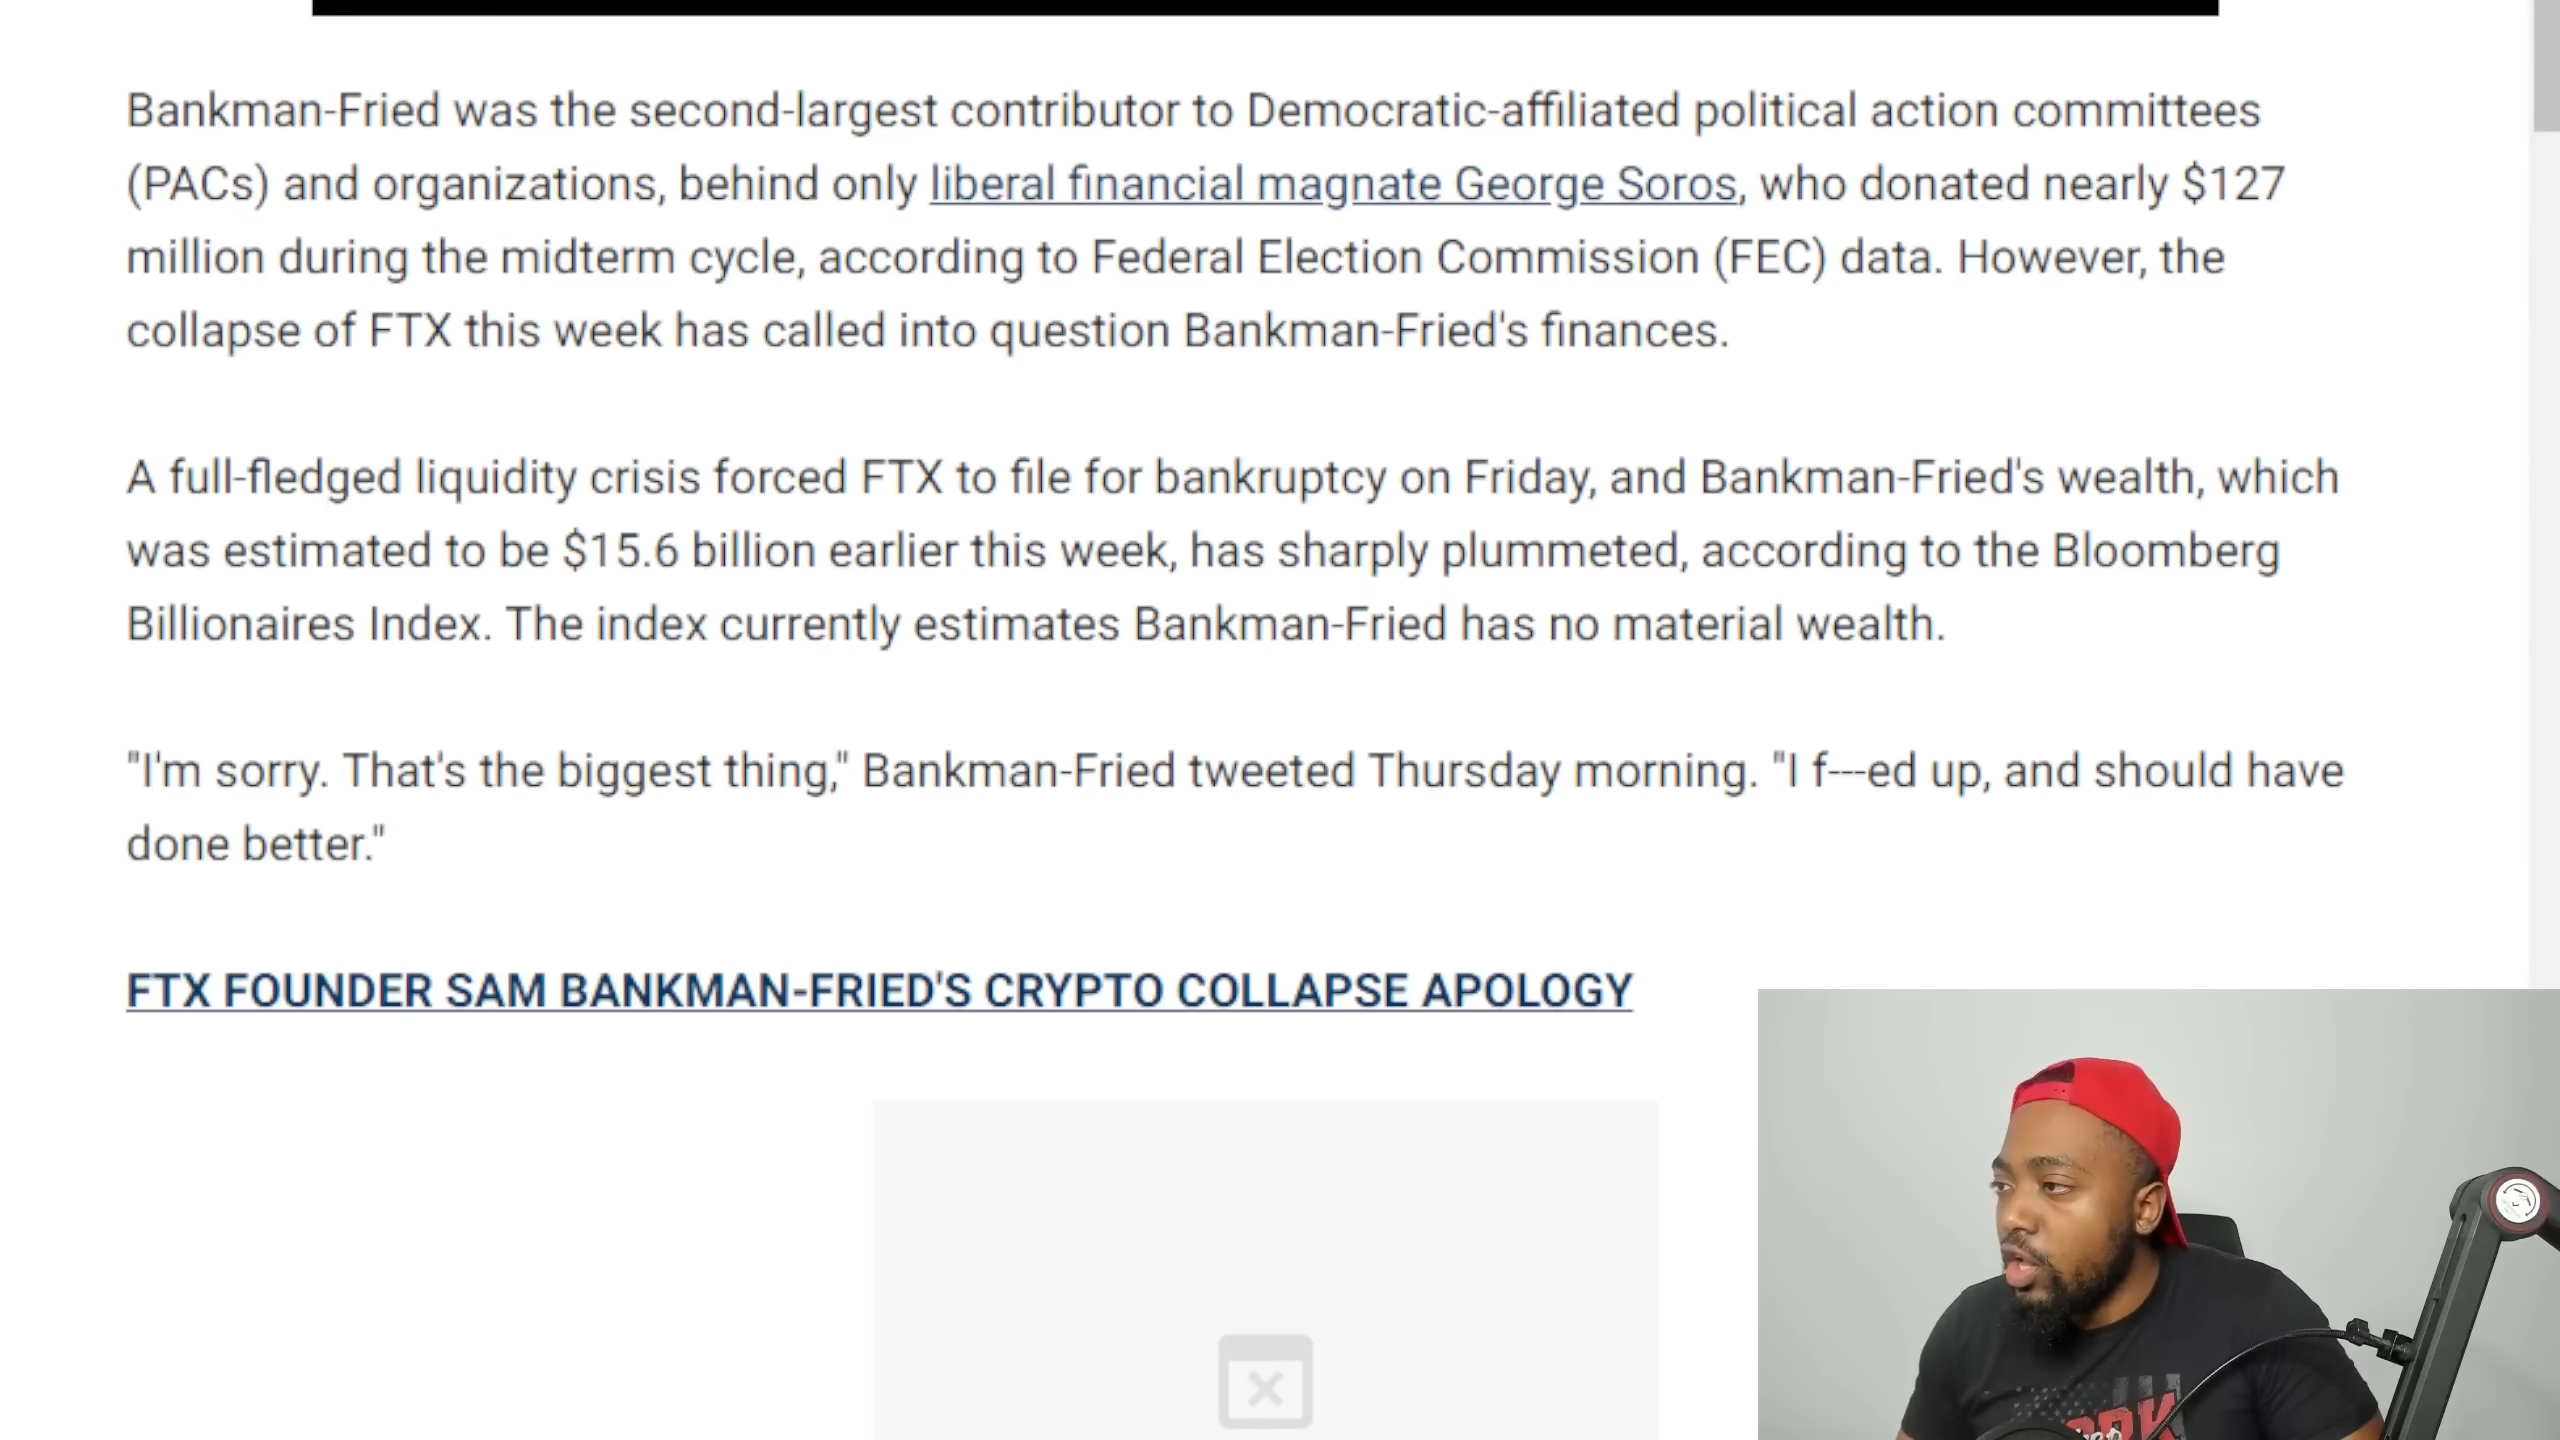 Bankman-Fried was the second-largest contributor to Democratic-affiliated political action committees
(PACs) and organizations, behind only liberal financial magnate George Soros, who donated nearly $127
million during the midterm cycle, according to Federal Election Commission (FEC) data. However, the
collapse of FTX this week has called into question Bankman-Fried's finances.
A full-fledged liquidity crisis forced FTX to file for bankruptcy on Friday, and Bankman-Fried's wealth, which
was estimated to be $15.6 billion earlier this week, has sharply plummeted, according to the Bloomberg
Billionaires Index. The index currently estimates Bankman-Fried has no material wealth.
"I'm sorry. That's the biggest thing," Bankman-Fried tweeted Thursday morning. "I f---ed up, and should have
done better."
FTX FOUNDER SAM BANKMAN-FRIED'S CRYPTO COLLAPSE APOLOGY